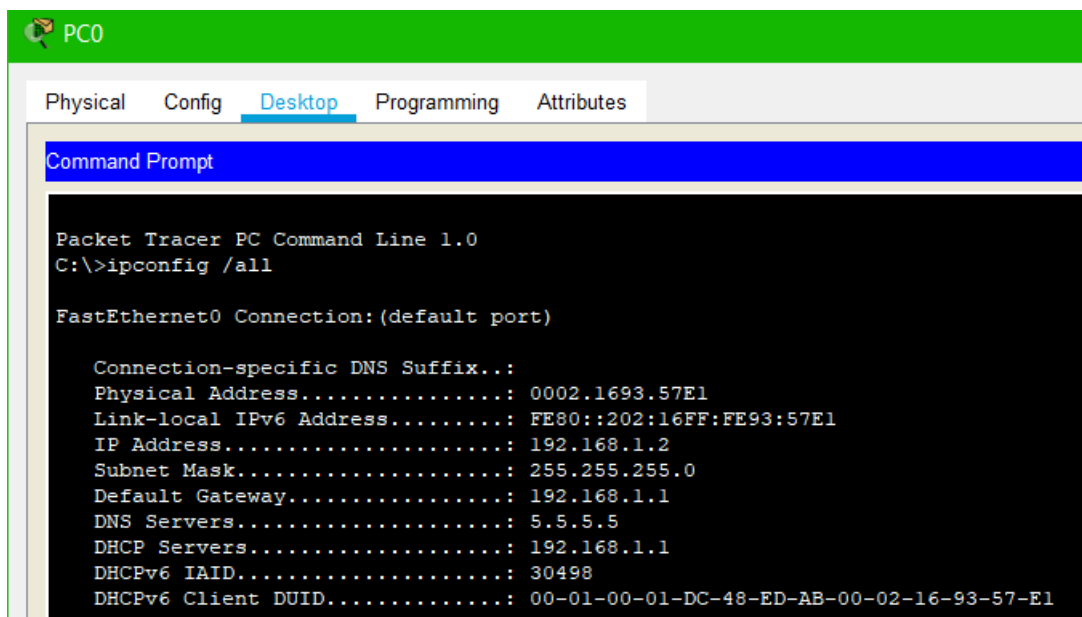 PC0
Physical Config Desktop Programming Attributes
Command Prompt
Packet Tracer PC Command Line 1.0
C:\>ipconfig /all
FastEthernet0 Connection:(default port)
Connection-specific DNS Suffix..:
Physical Address................: 0002.1693.57E1
Link-local IPv6 Address.........: FE80::202:16FF:FE93:57E1
IP Address......................: 192.168.1.2
Subnet Mask.....................: 255.255.255.0
Default Gateway.................: 192.168.1.1
DNS Servers.....................: 5.5.5.5
DHCP Servers....................: 192.168.1.1
DHCPv6 IAID.....................: 30498
DHCPv6 Client DUID..............: 00-01-00-01-DC-48-ED-AB-00-02-16-93-57-E1